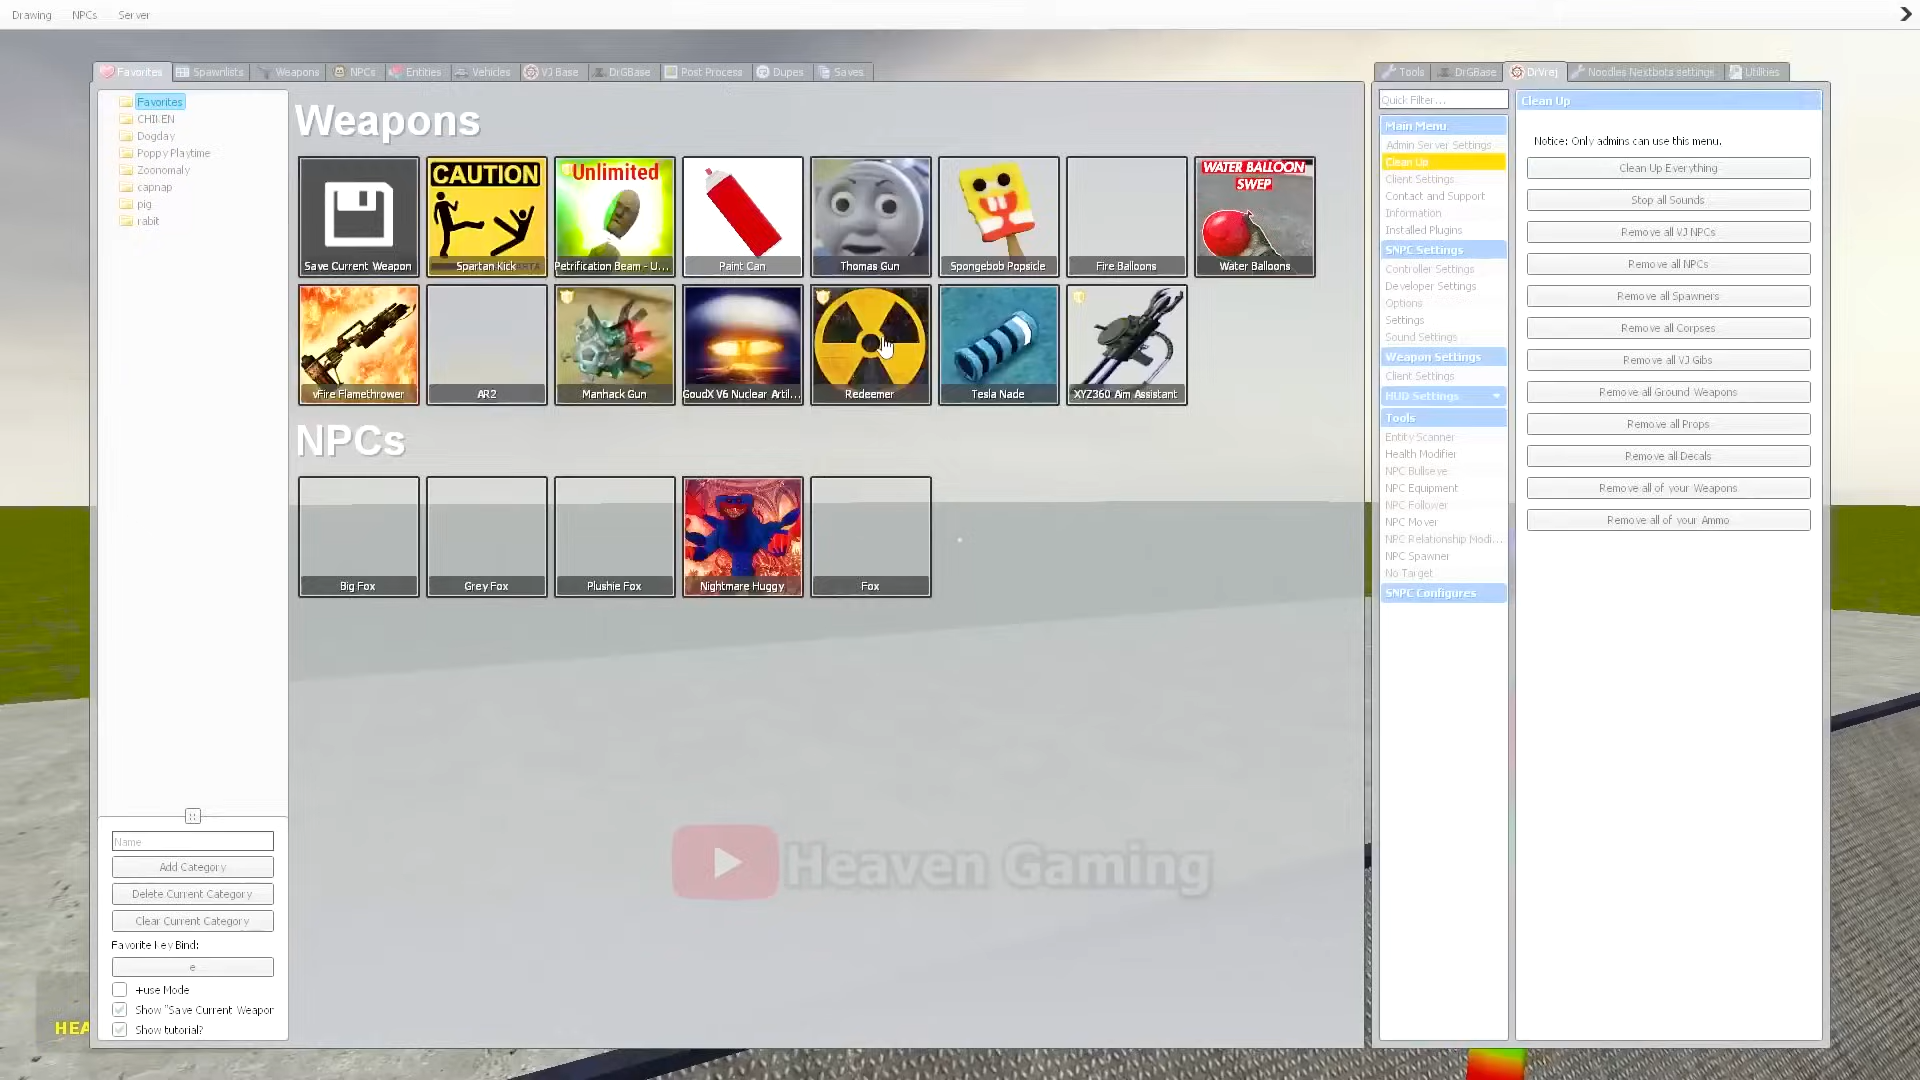 Drawing NPCs Server
Favorites Spawnlists Weapons NPCs Entities Vehicles VJ Base DrGBase Post Process Dupes Saves
Tools DrGBase DrVrej Noodles Nextbots settings Utilities
Favorites
Dogday
Poppy Playtime
Zoonomaly
capnap
pig
rabit
Name
Add Category
Delete Current Category
Clear Current Category
Favorite Key Bind:
e
+use Mode
Show "Save Current Weapon
Show tutorial?
HEA
Weapons
Save Current Weapon
CAUTION
Spartan Kick
Unlimited
Petrification Beam - U...
Paint Can
Thomas Gun
Spongebob Popsicle
Fire Balloons
WATER BALLOON
SWEP
Water Balloons
vFire Flamethrower
AR2
Manhack Gun
GoudX V6 Nuclear Artil...
Redeemer
Tesla Nade
XYZ360 Aim Assistant
NPCs
Big Fox
Grey Fox
Plushie Fox
Nightmare Huggy
Fox
Heaven Gaming
Quick Filter...
Main Menu
Admin Server Settings
Clean Up
Client Settings
Contact and Support
Information
Installed Plugins
SNPC Settings
Controller Settings
Developer Settings
Options
Settings
Sound Settings
Weapon Settings
Client Settings
HUD Settings
Tools
Entity Scanner
Health Modifier
NPC Bullseye
NPC Equipment
NPC Follower
NPC Mover
NPC Relationship Modi...
NPC Spawner
No Target
SNPC Configures
Clean Up
Notice: Only admins can use this menu.
Clean Up Everything
Stop all Sounds
Remove all VJ NPCs
Remove all NPCs
Remove all Spawners
Remove all Corpses
Remove all VJ Gibs
Remove all Ground Weapons
Remove all Props
Remove all Decals
Remove all of your Weapons
Remove all of your Ammo